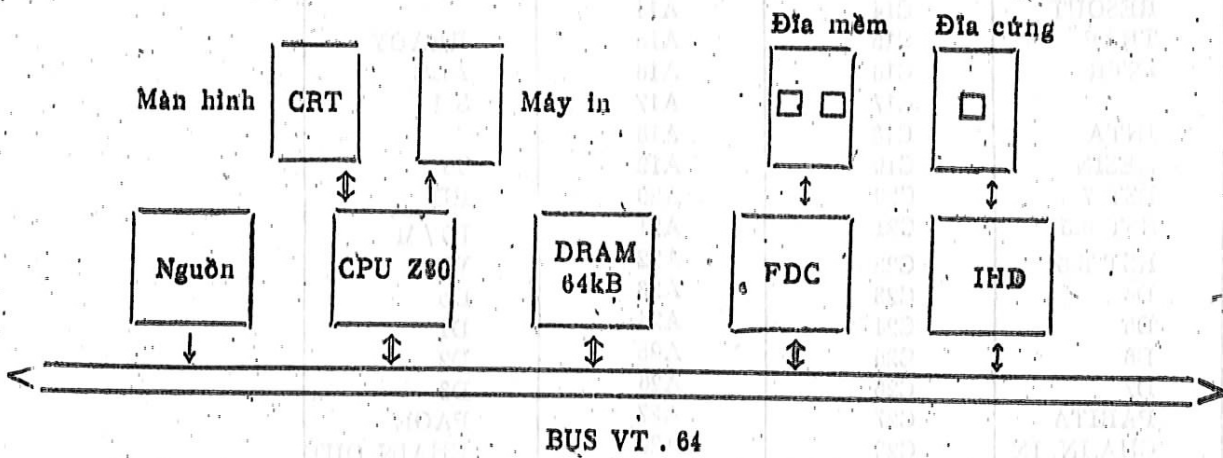 Đĩa mềm
Đĩa cứng
Màn hình
CRT
Máy in
Nguồn
CPU Z80
DRAM
64kB
FDC
IHD
BUS VT . 64